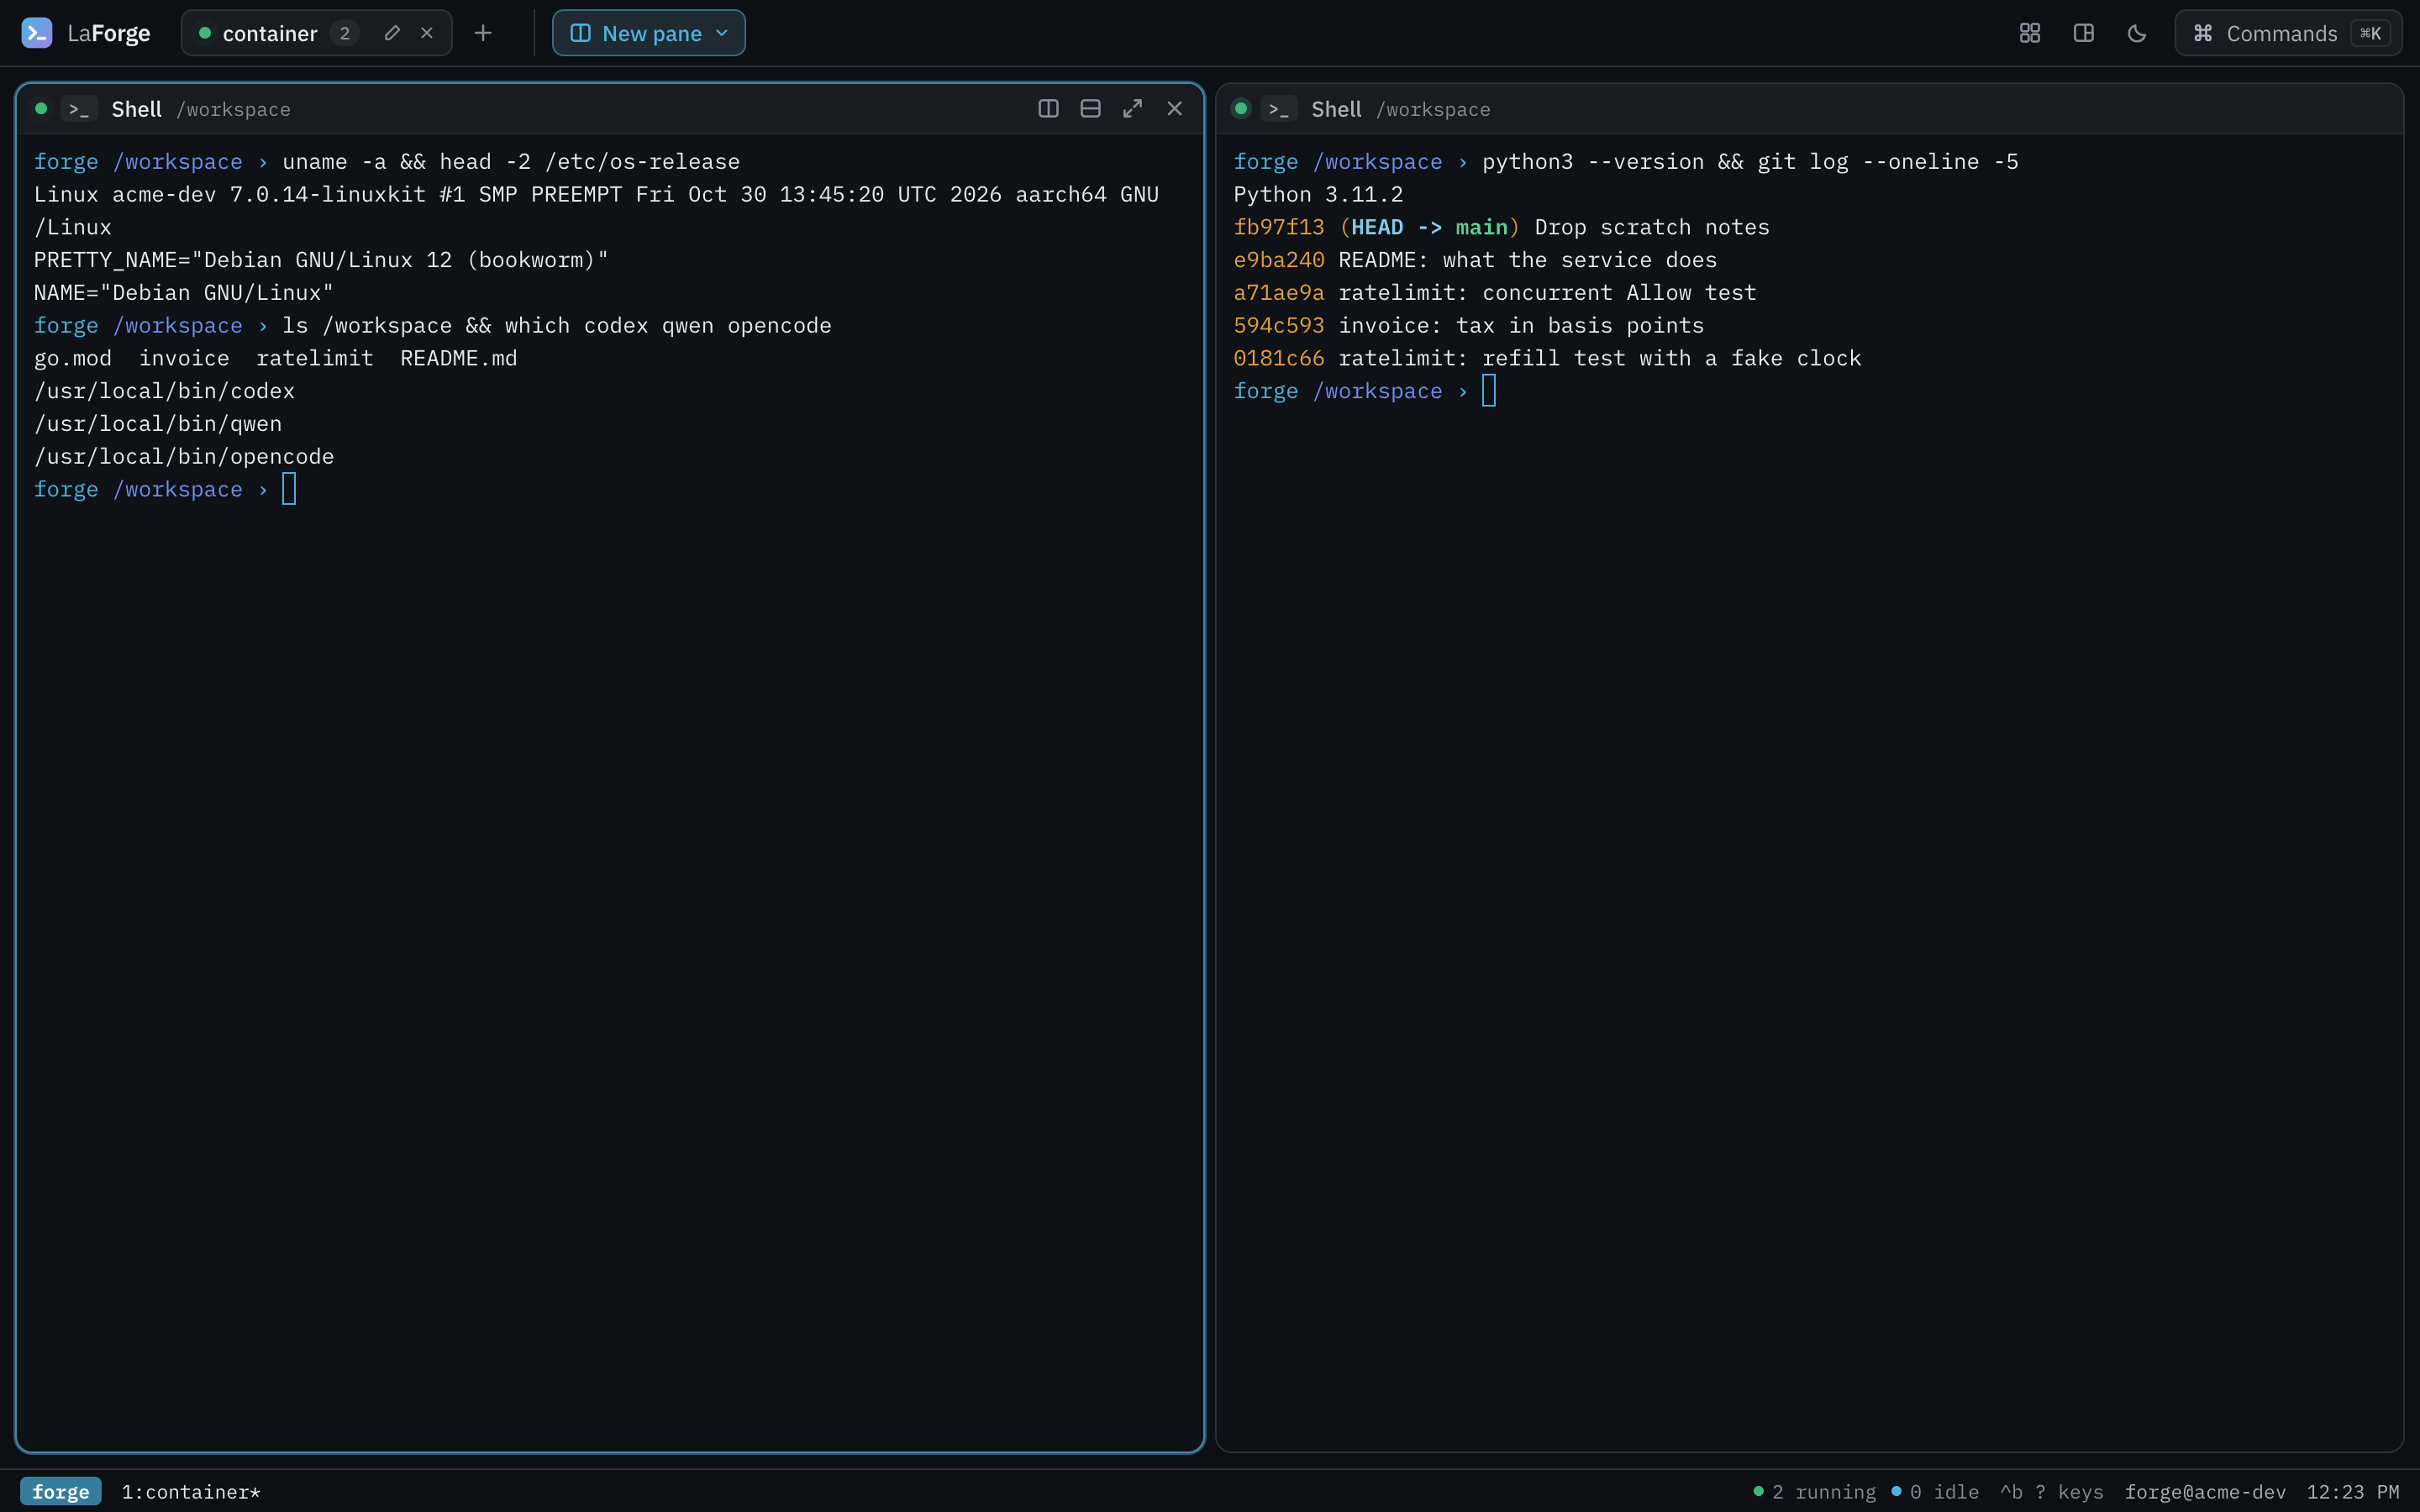 LaForge
container 2
New pane
Commands ⌘K
>_ Shell /workspace
forge /workspace › uname -a && head -2 /etc/os-release
Linux acme-dev 7.0.14-linuxkit #1 SMP PREEMPT Fri Oct 30 13:45:20 UTC 2026 aarch64 GNU
/Linux
PRETTY_NAME="Debian GNU/Linux 12 (bookworm)"
NAME="Debian GNU/Linux"
forge /workspace › ls /workspace && which codex qwen opencode
go.mod  invoice  ratelimit  README.md
/usr/local/bin/codex
/usr/local/bin/qwen
/usr/local/bin/opencode
forge /workspace ›
>_ Shell /workspace
forge /workspace › python3 --version && git log --oneline -5
Python 3.11.2
fb97f13 (HEAD -> main) Drop scratch notes
e9ba240 README: what the service does
a71ae9a ratelimit: concurrent Allow test
594c593 invoice: tax in basis points
0181c66 ratelimit: refill test with a fake clock
forge /workspace ›
forge 1:container*
2 running 0 idle ^b ? keys forge@acme-dev 12:23 PM